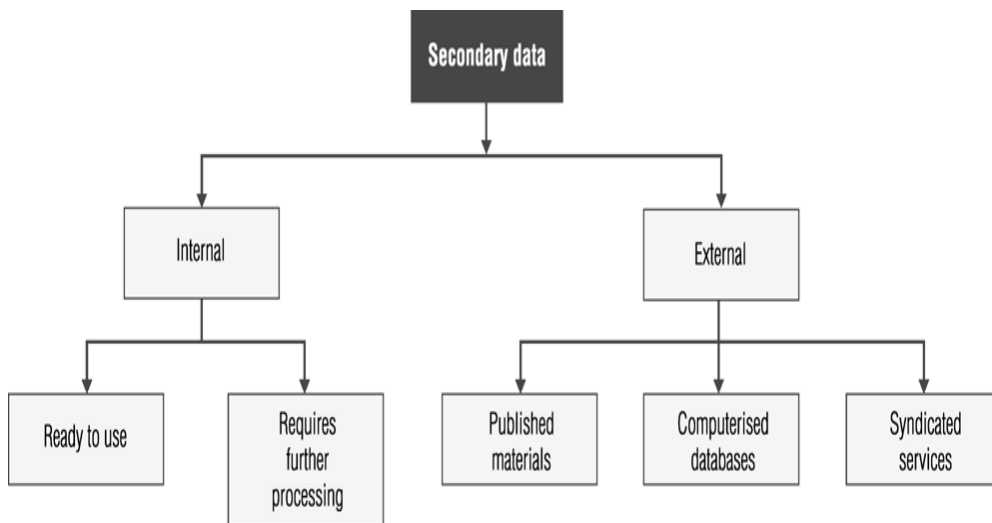 Secondary data
Internal
External
Ready to use
Requires
further
processing
Published
materials
Computerised
databases
Syndicated
services